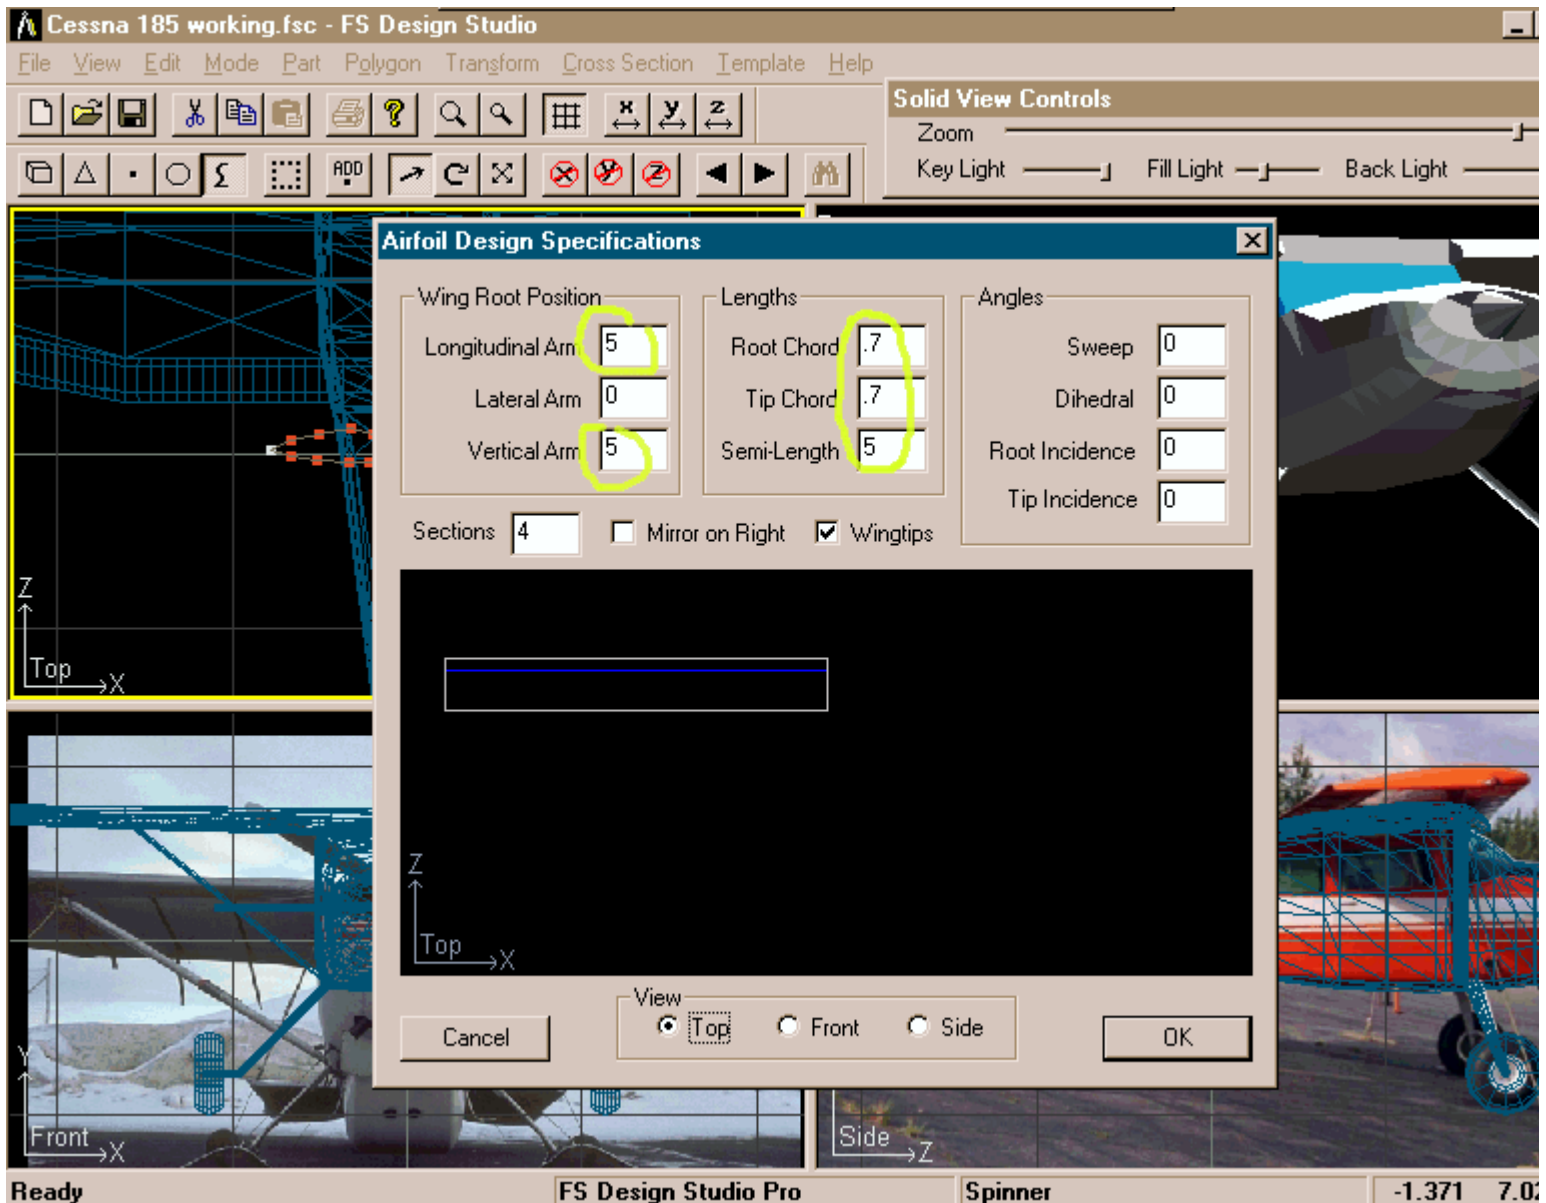 Cessna 185 working.fsc - FS Design Studio
File View Edit Mode Part Polygon Transform Cross Section Template Help
Solid View Controls
Zoom
Key Light Fill Light Back Light
x y z
ADD
x y z
Airfoil Design Specifications
Wing Root Position Lengths Angles
Longitudinal Arm 5 Root Chord .7 Sweep 0
Lateral Arm 0 Tip Chord .7 Dihedral 0
Vertical Arm 5 Semi-Length 5 Root Incidence 0
Tip Incidence 0
Sections 4 Mirror on Right Wingtips
Z
Top X
Z
Top X
View
Cancel Top Front Side OK
Y
Front X
Side Z
Ready FS Design Studio Pro Spinner -1.371